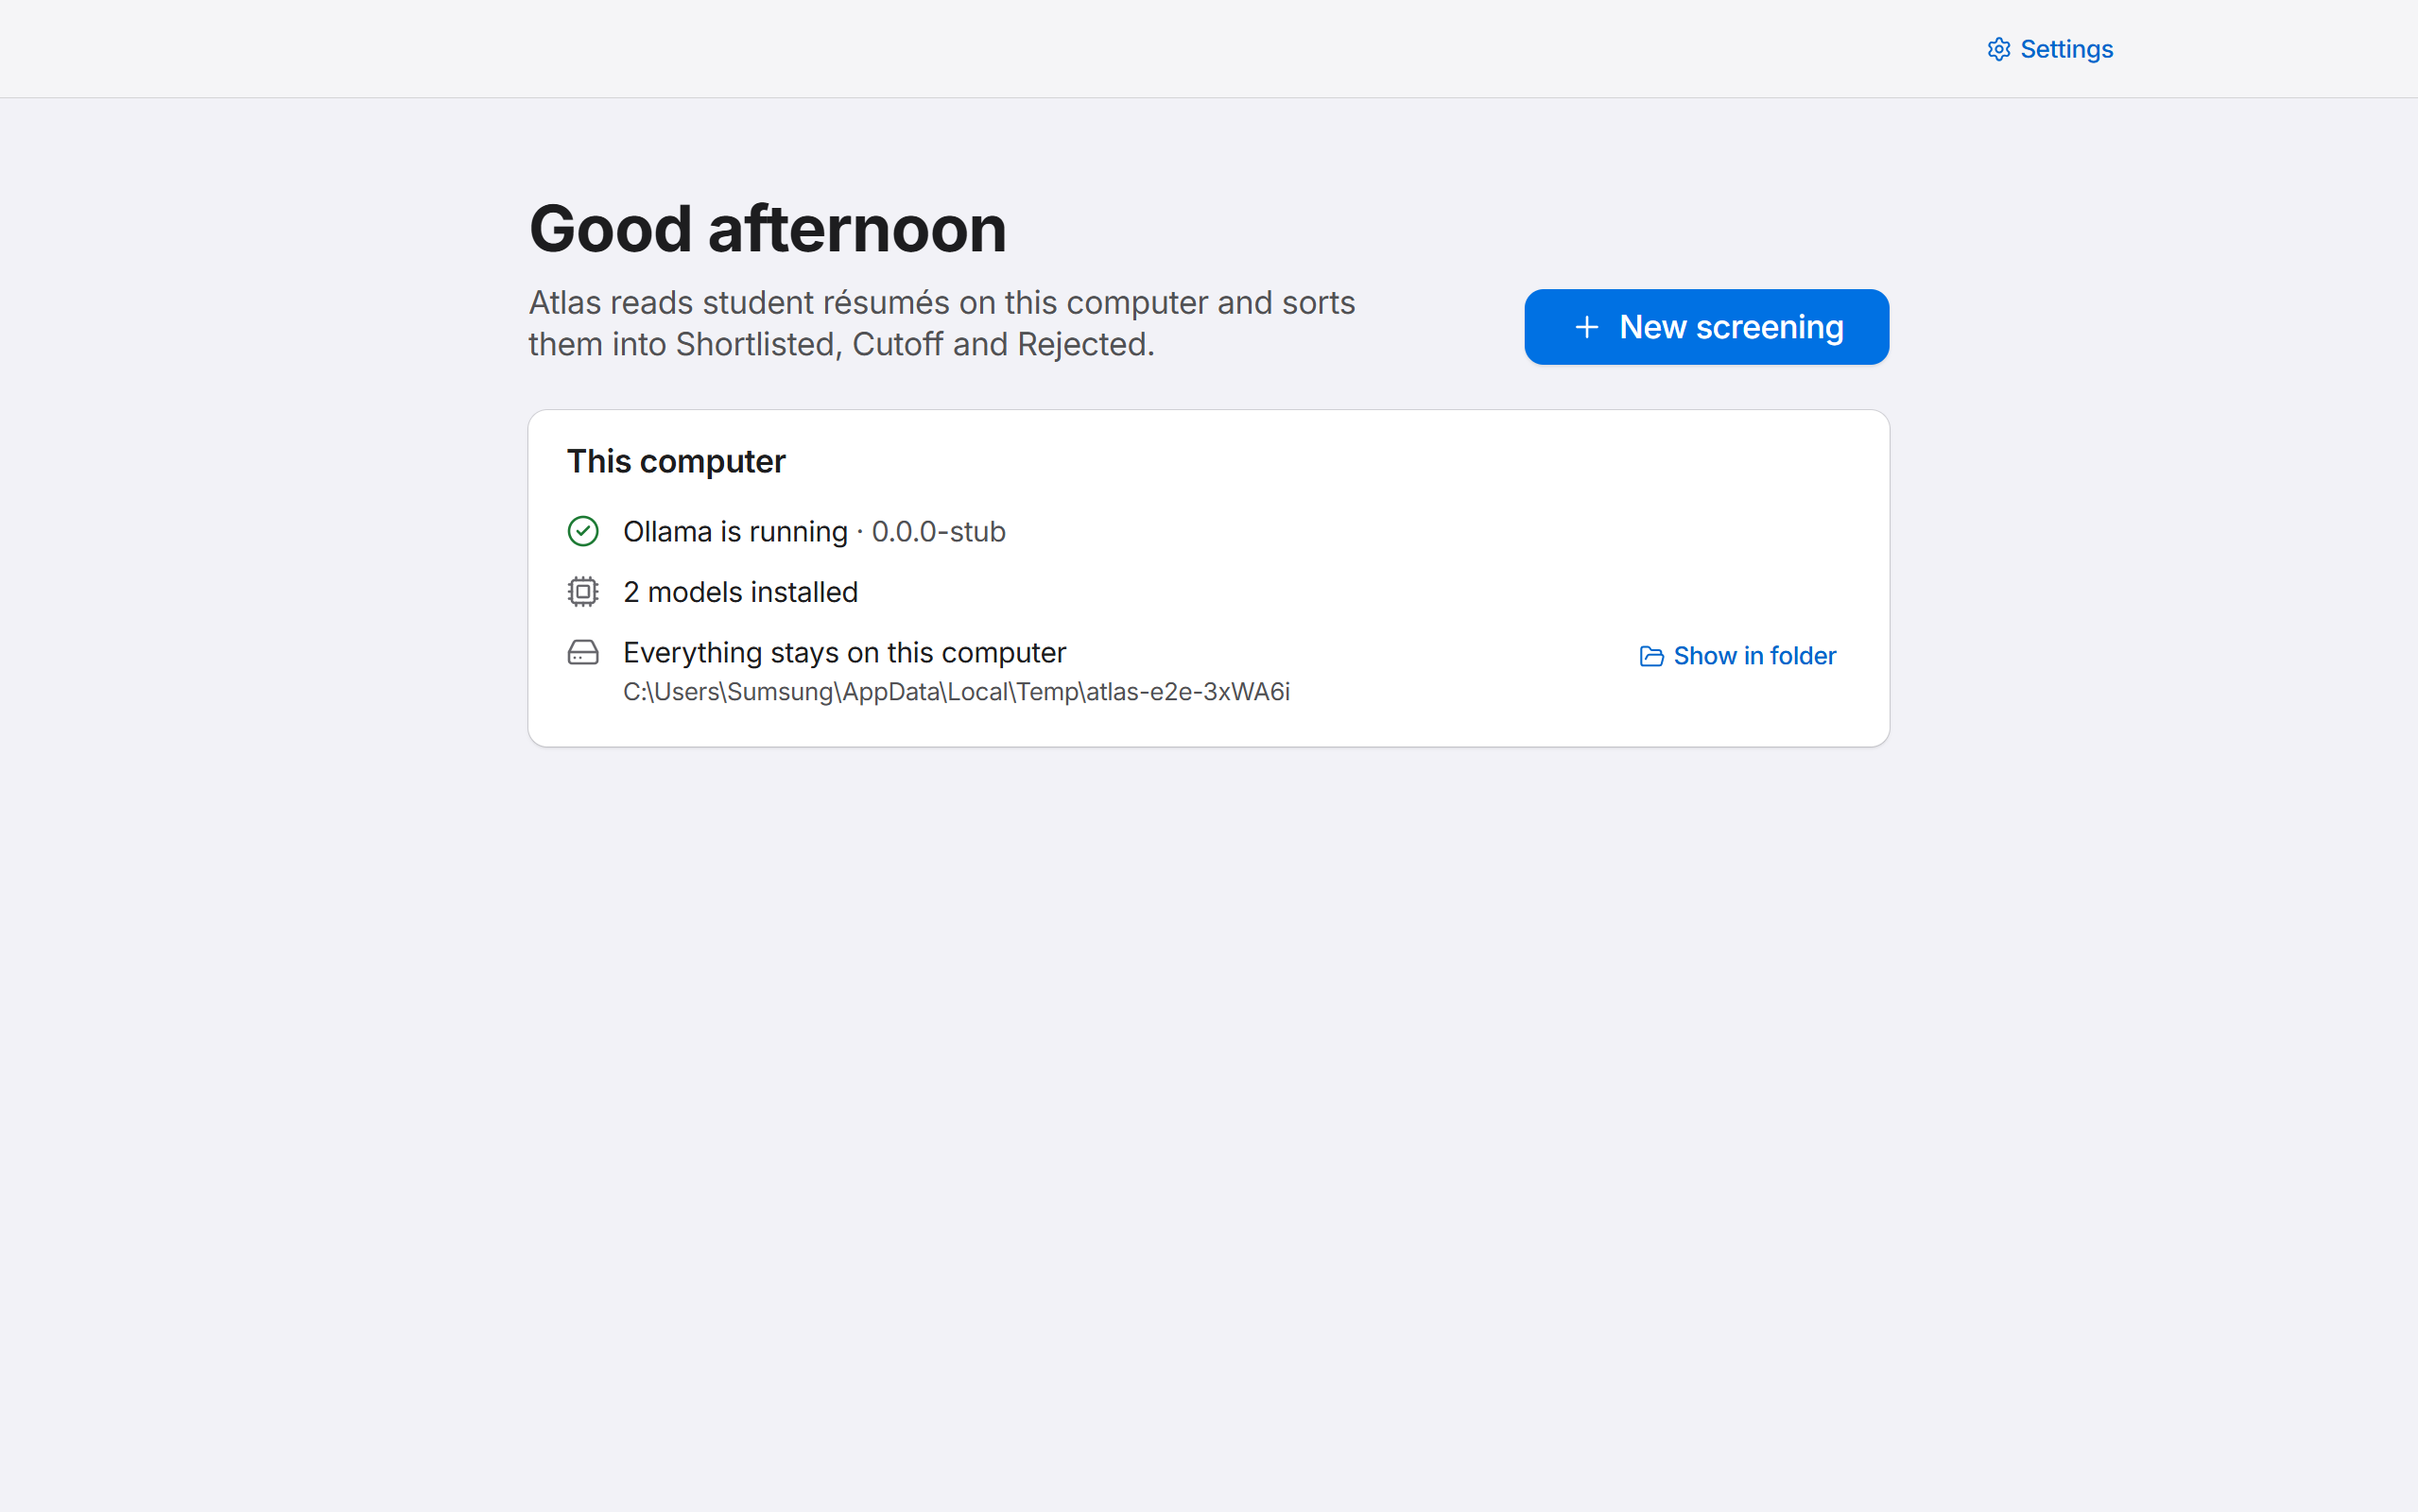 Settings
Good afternoon
Atlas reads student résumés on this computer and sorts
them into Shortlisted, Cutoff and Rejected.
New screening
This computer
Ollama is running · 0.0.0-stub
2 models installed
Everything stays on this computer
Show in folder
C:\Users\Sumsung\AppData\Local\Temp\atlas-e2e-3xWA6i